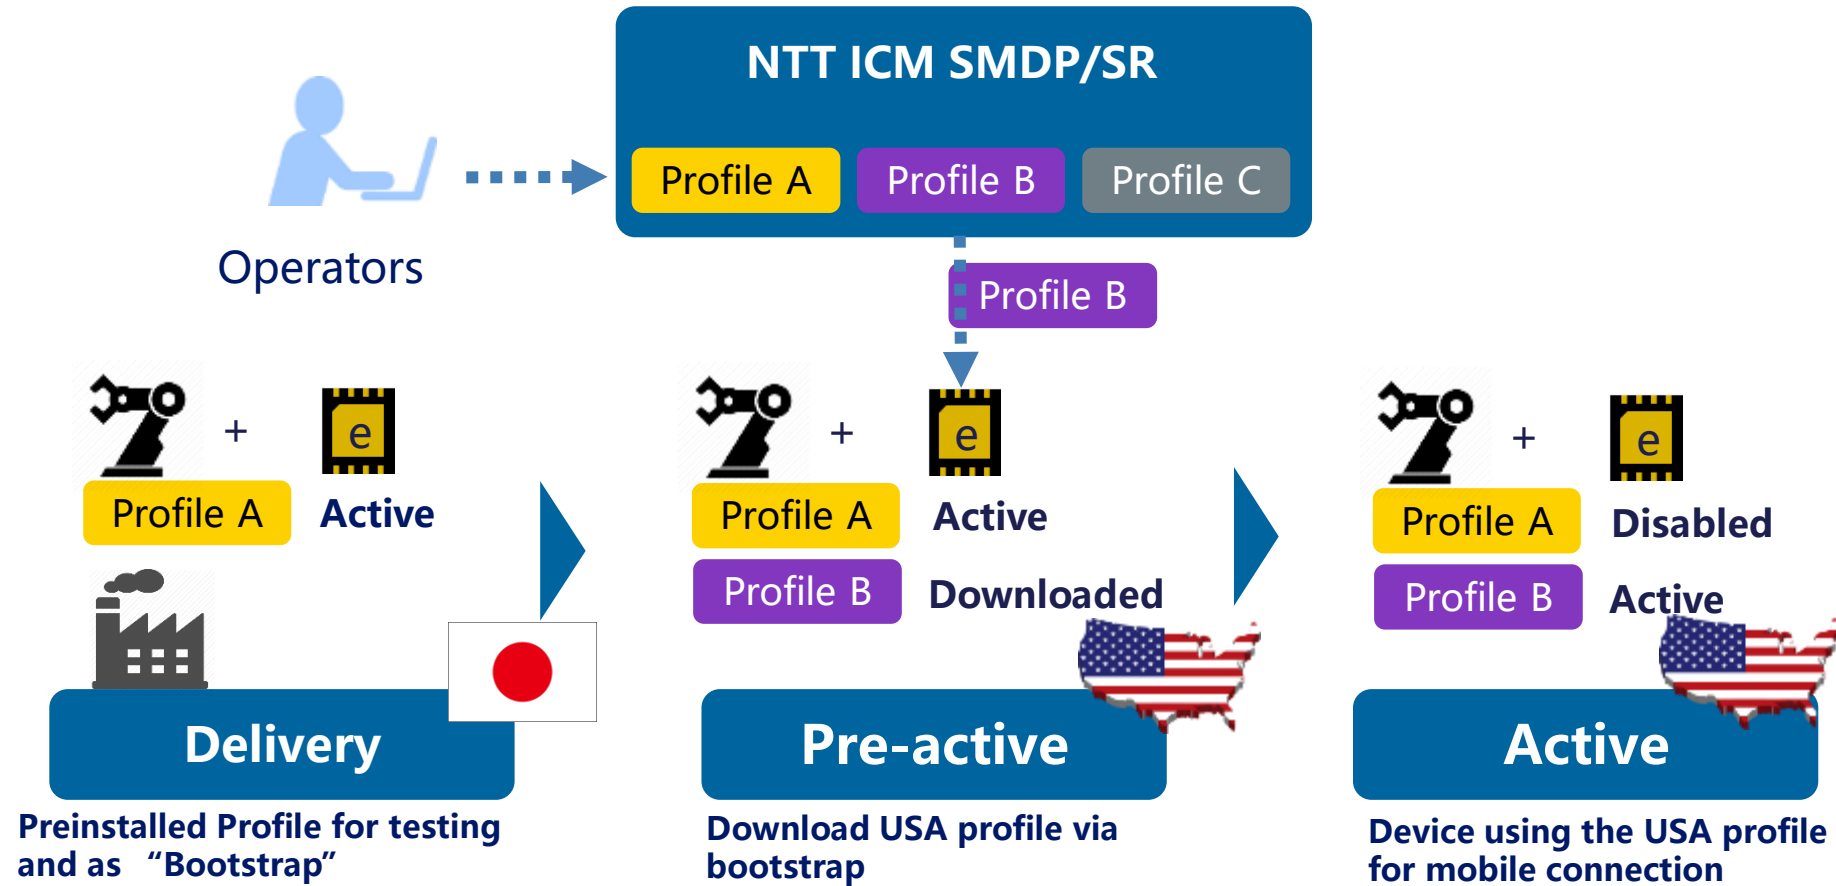 NTT ICM SMDP/SR
Profile A
Profile B
Profile C
Operators
Profile B
+
e
Profile A
Active
+
e
Profile A
Active
Profile B
Downloaded
+
e
Profile A
Disabled
Profile B
Active
Delivery
Preinstalled Profile for testing
and as “Bootstrap”
Pre-active
Download USA profile via
bootstrap
Active
Device using the USA profile
for mobile connection